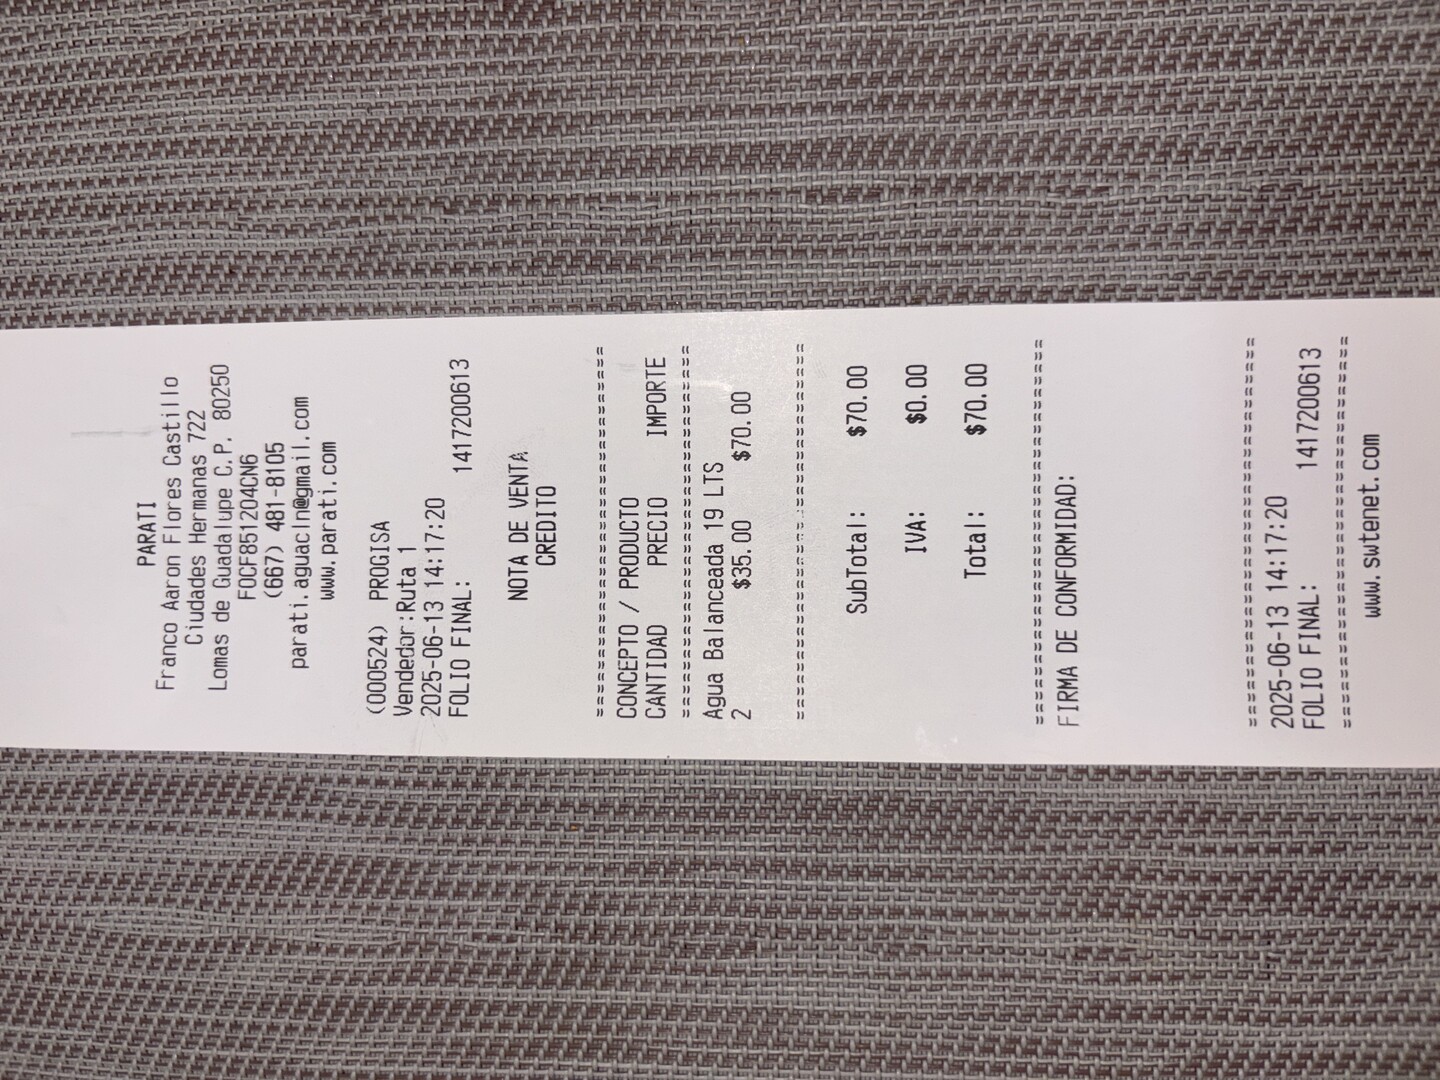 PARATI
Franco Aaron Flores Castillo
Ciudades Hermanas 722
Lomas de Guadalupe C.P. 80250
FOCF851204CN6
(667) 481-8105
parati.aguacln@gmail.com
www.parati.com
(000524) PROGISA
Vendedor:Ruta 1
2025-06-13 14:17:20
FOLIO FINAL: 1417200613
NOTA DE VENTA
CREDITO
==============================
CONCEPTO / PRODUCTO
CANTIDAD PRECIO IMPORTE
==============================
Agua Balanceada 19 LTS
2 $35.00 $70.00
==============================
SubTotal: $70.00
IVA: $0.00
Total: $70.00
==============================
FIRMA DE CONFORMIDAD:
==============================
2025-06-13 14:17:20
FOLIO FINAL: 1417200613
==============================
www.swtenet.com